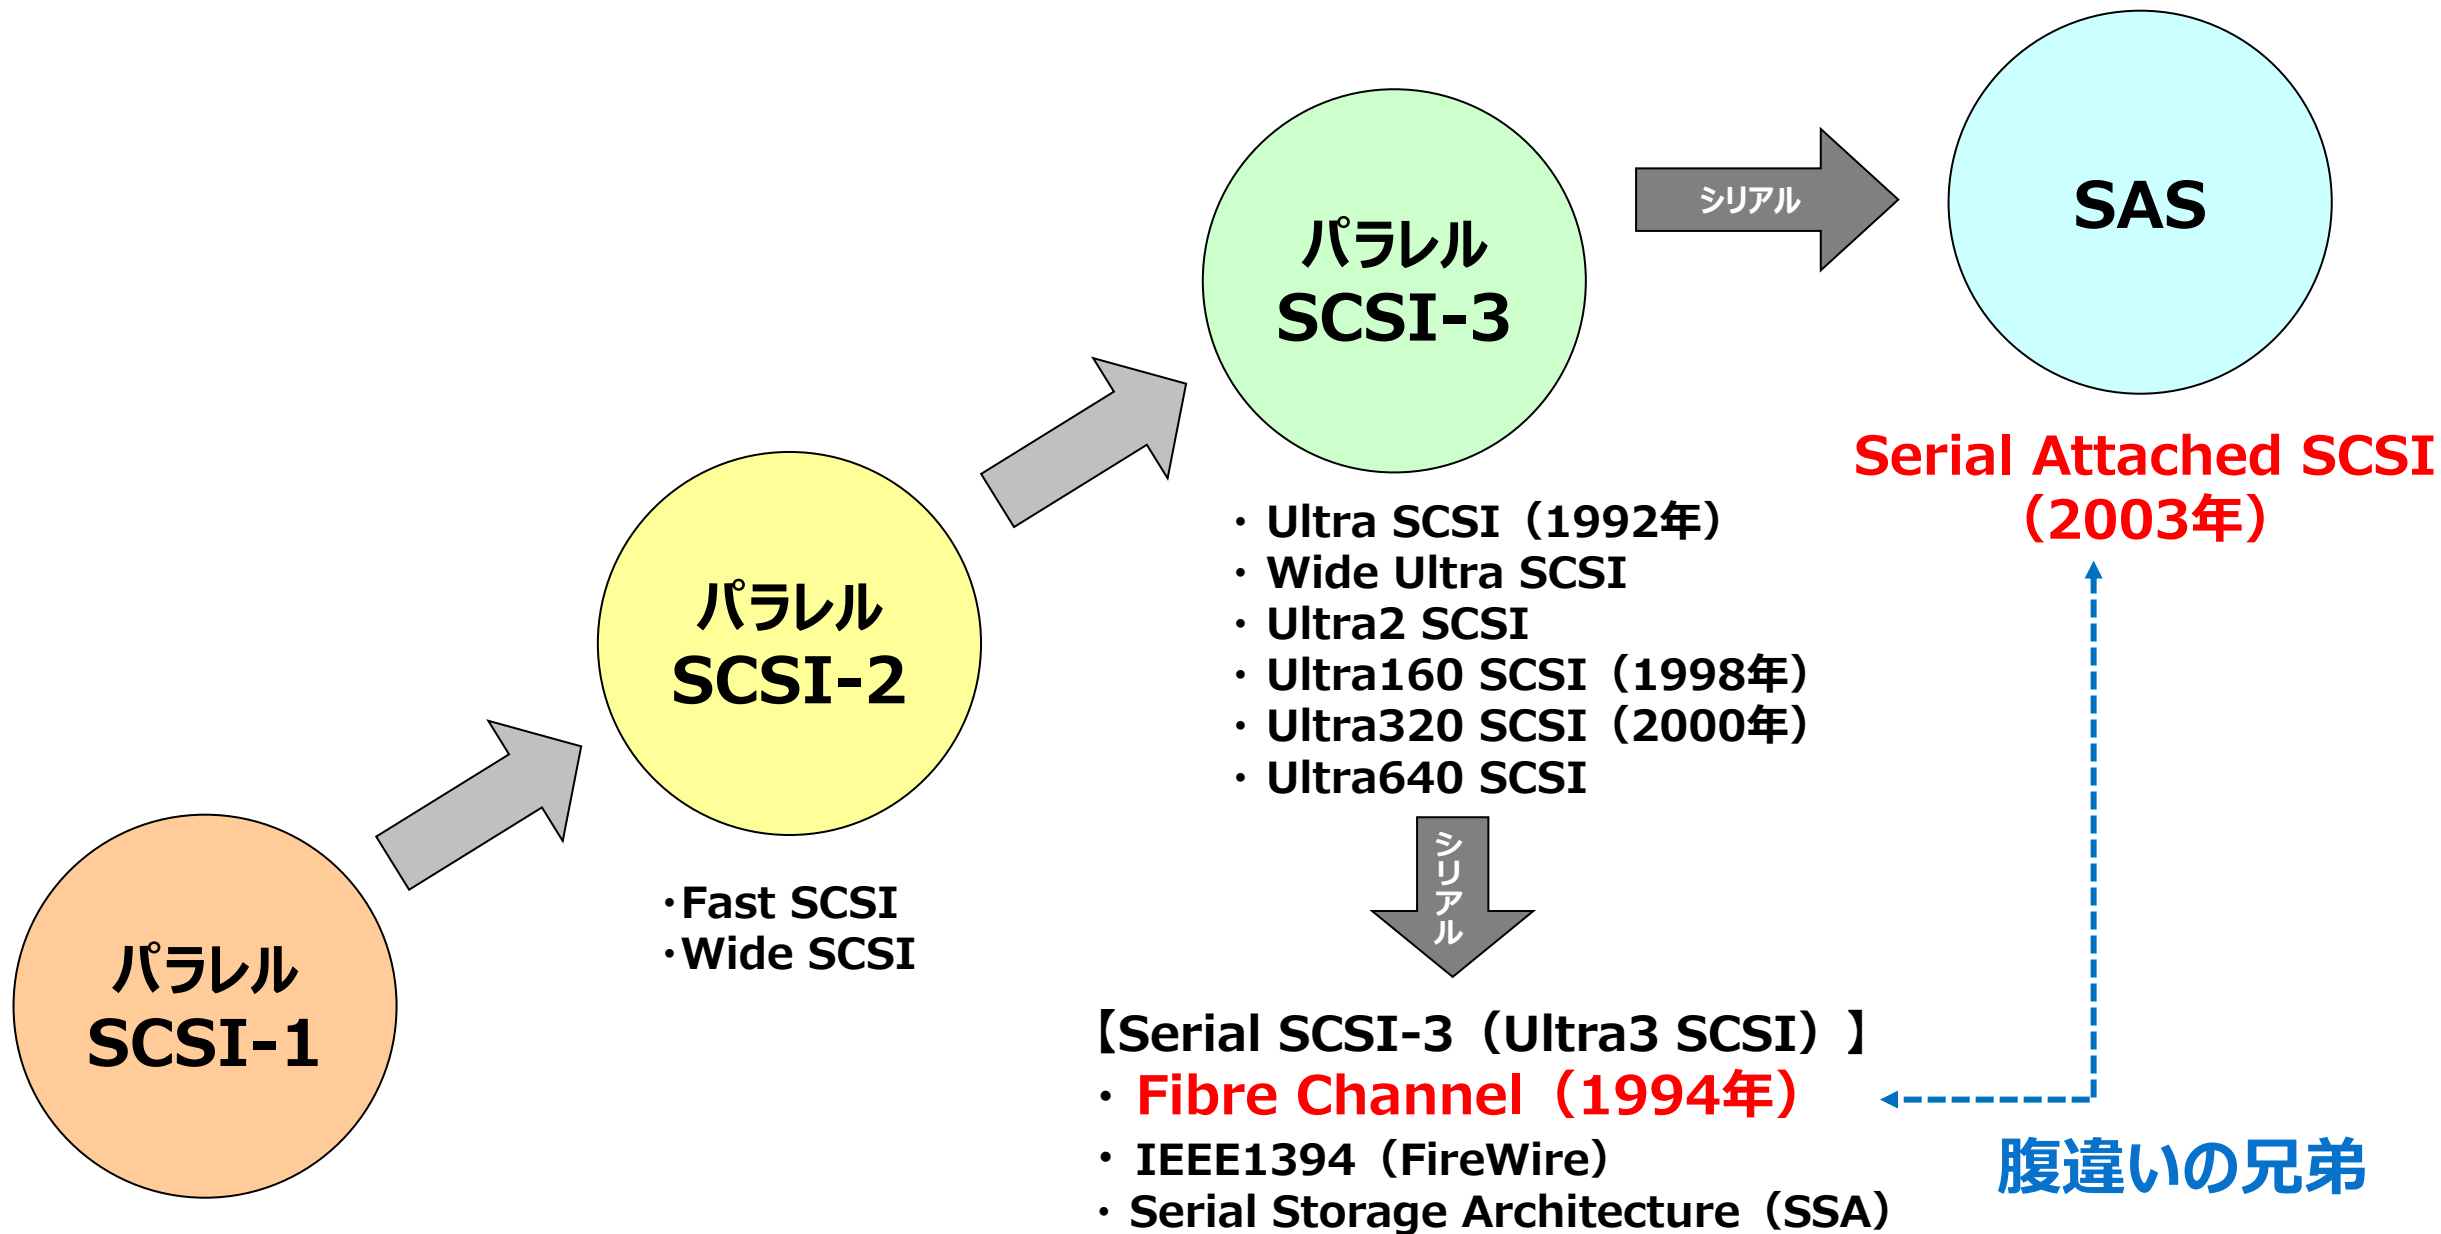 パラレル
SCSI-1
パラレル
SCSI-2
・Fast SCSI
・Wide SCSI
パラレル
SCSI-3
・Ultra SCSI（1992年）
・Wide Ultra SCSI
・Ultra2 SCSI
・Ultra160 SCSI（1998年）
・Ultra320 SCSI（2000年）
・Ultra640 SCSI
シリアル
【Serial SCSI-3（Ultra3 SCSI）】
・Fibre Channel（1994年）
・IEEE1394（FireWire）
・Serial Storage Architecture（SSA）
シリアル
SAS
Serial Attached SCSI
（2003年）
腹違いの兄弟